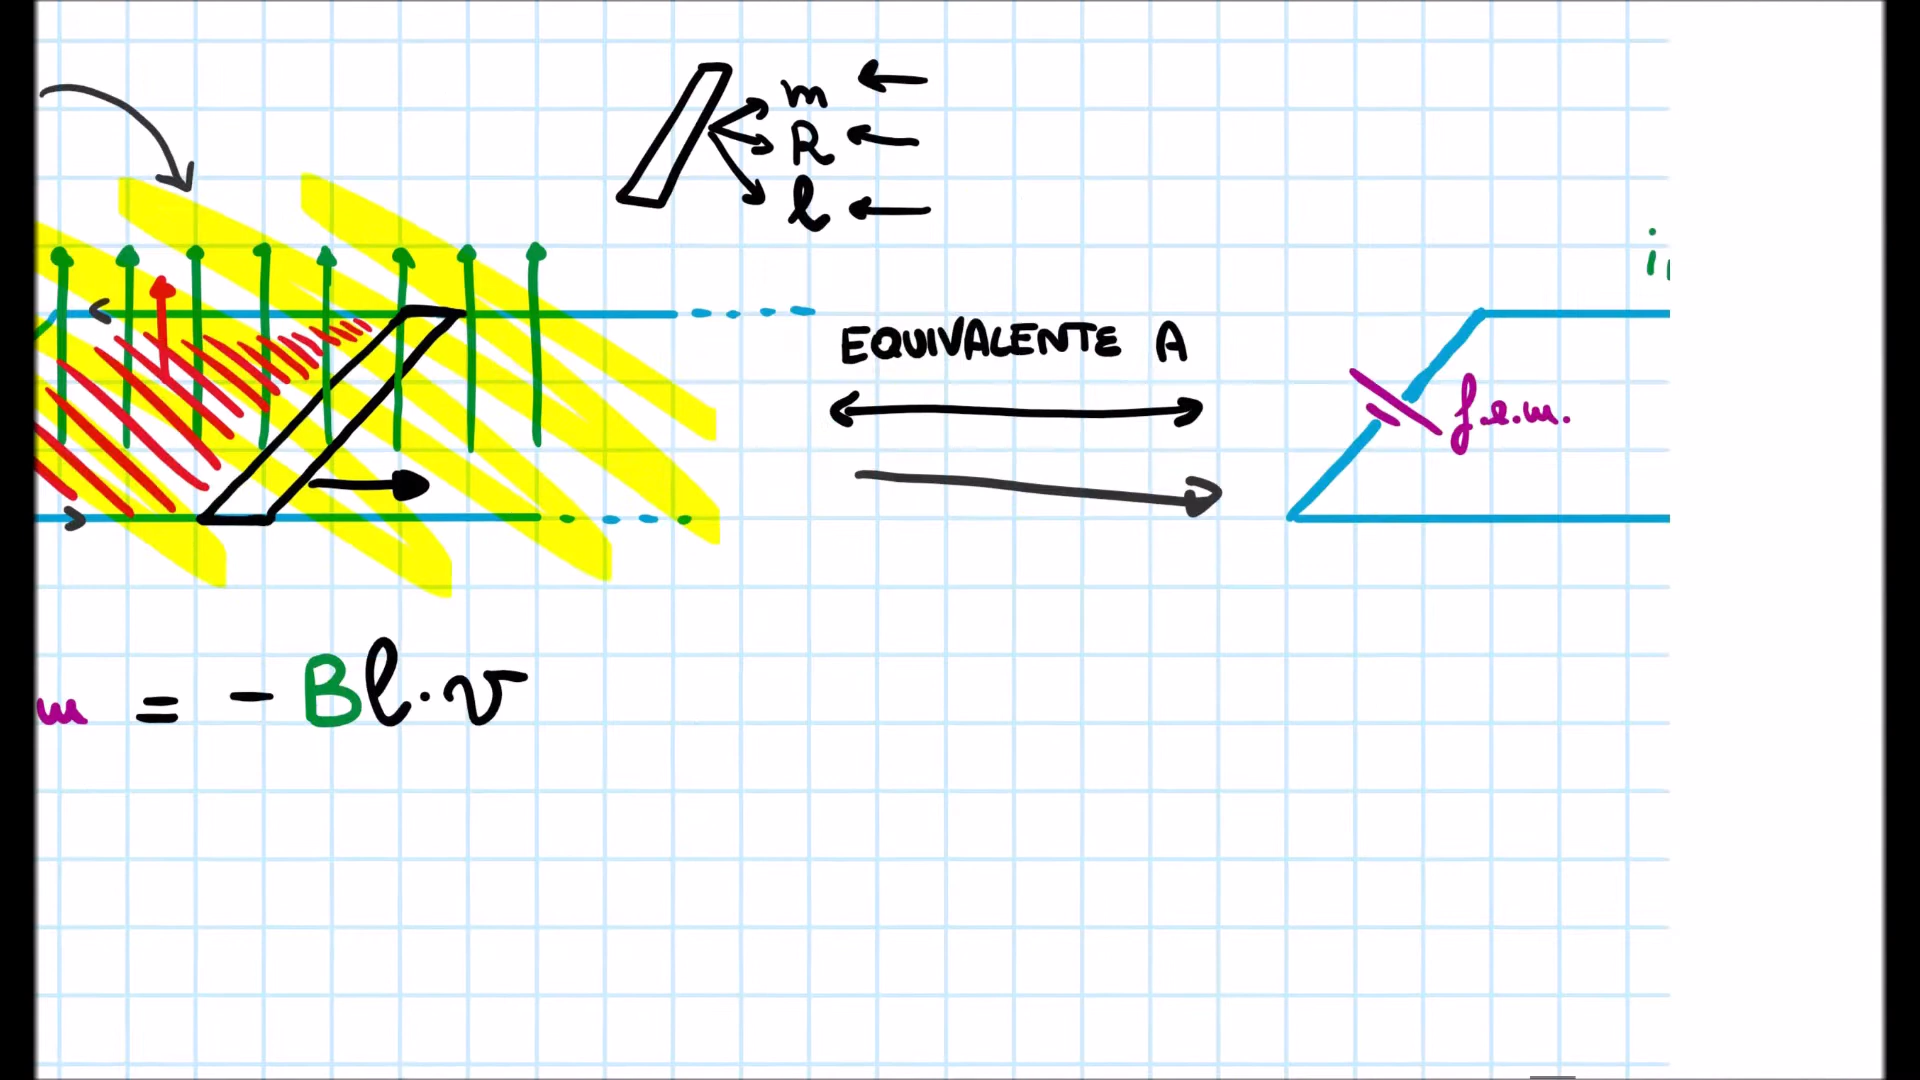 m
R
l
i
EQUIVALENTE A
f.e.m.
m = - Bl·v